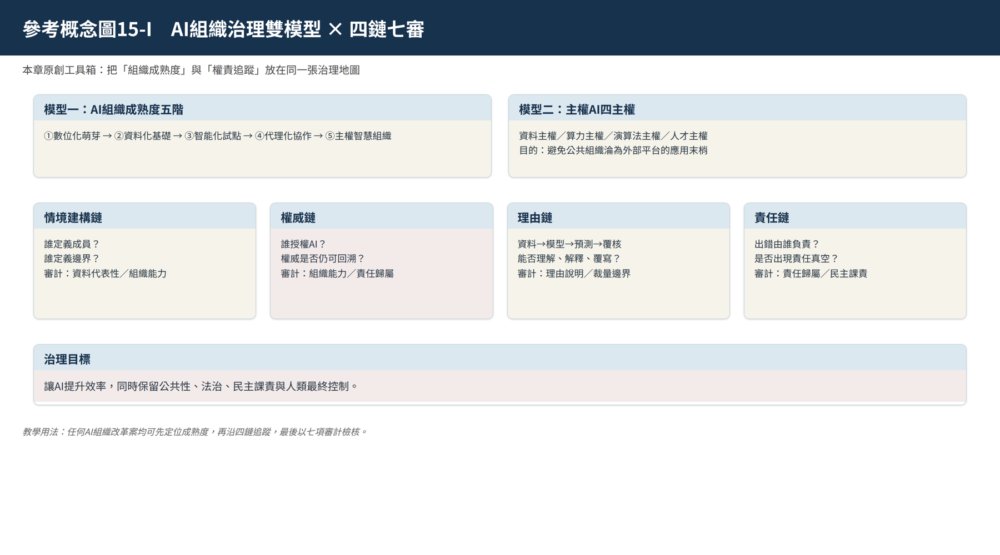 參考概念圖15-I　AI組織治理雙模型 × 四鏈七審
本章原創工具箱：把「組織成熟度」與「權責追蹤」放在同一張治理地圖
模型一：AI組織成熟度五階
①數位化萌芽 → ②資料化基礎 → ③智能化試點 → ④代理化協作 → ⑤主權智慧組織
模型二：主權AI四主權
資料主權／算力主權／演算法主權／人才主權
目的：避免公共組織淪為外部平台的應用末梢
情境建構鏈
誰定義成員？
誰定義邊界？
審計：資料代表性／組織能力
權威鏈
誰授權AI？
權威是否仍可回溯？
審計：組織能力／責任歸屬
理由鏈
資料→模型→預測→覆核
能否理解、解釋、覆寫？
審計：理由說明／裁量邊界
責任鏈
出錯由誰負責？
是否出現責任真空？
審計：責任歸屬／民主課責
治理目標
讓AI提升效率，同時保留公共性、法治、民主課責與人類最終控制。
教學用法：任何AI組織改革案均可先定位成熟度，再沿四鏈追蹤，最後以七項審計檢核。